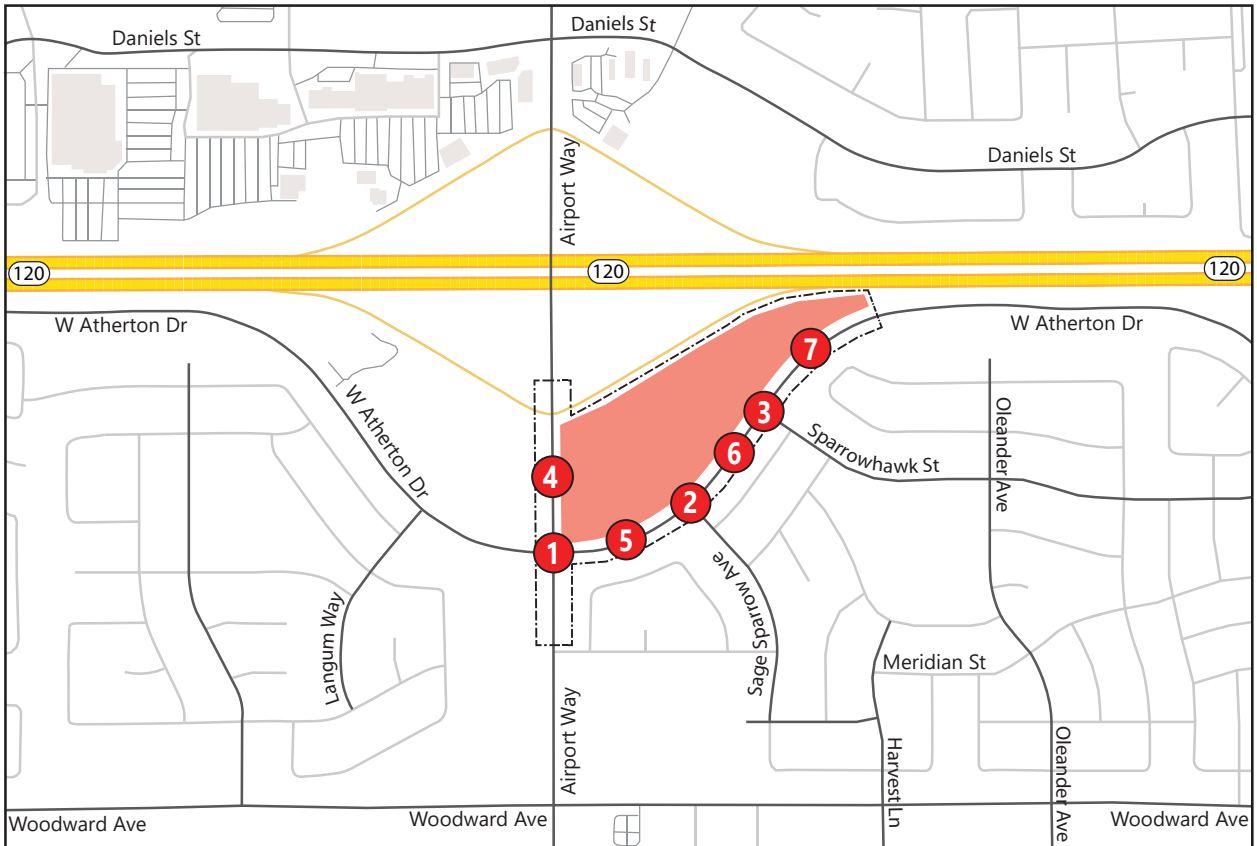 Daniels St
Daniels St
Airport Way
Daniels St
120
120
120
W Atherton Dr
W Atherton Dr
7
W Atherton Dr
3
Oleander Ave
Sparrowhawk St
6
4
2
5
1
Sage Sparrow Ave
Langum Way
Meridian St
Airport Way
Harvest Ln
Oleander Ave
Woodward Ave
Woodward Ave
Woodward Ave